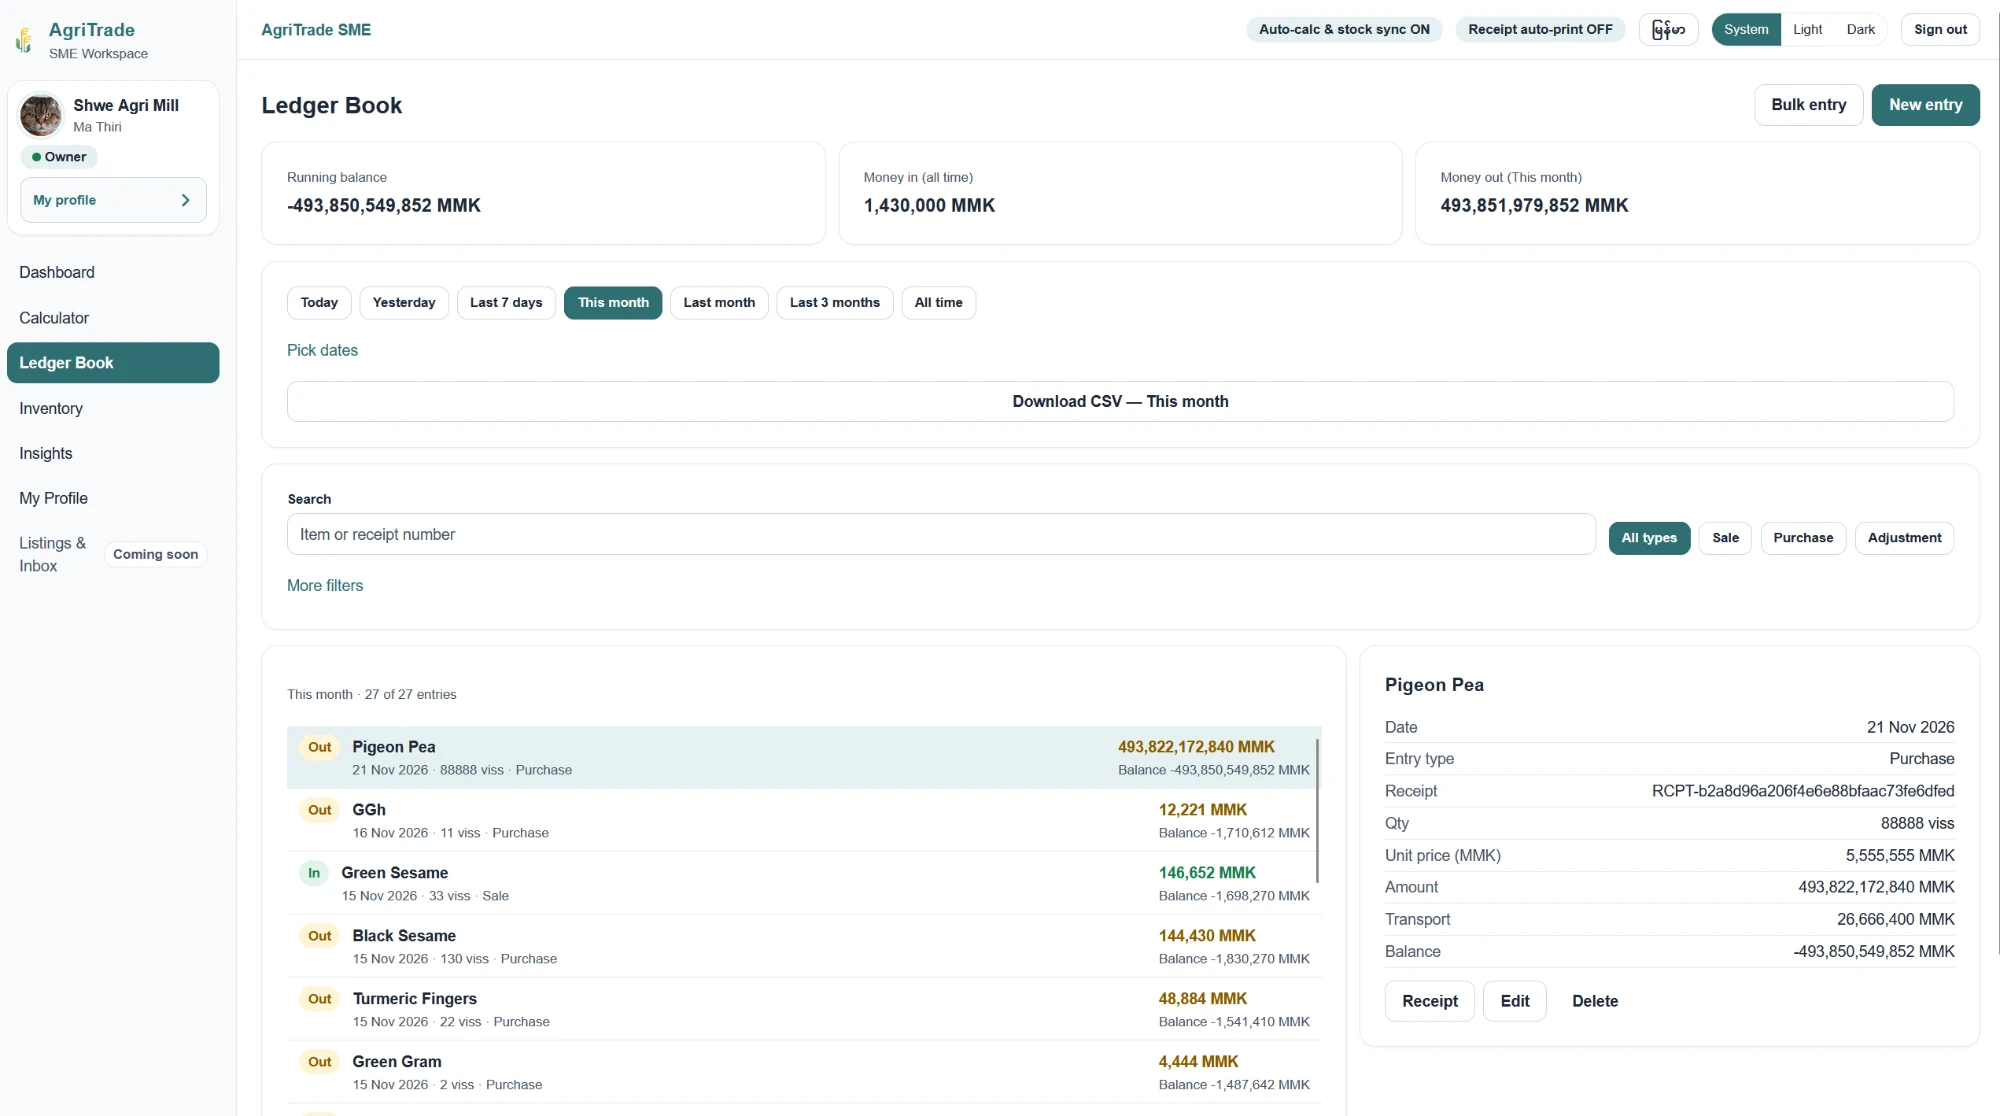 AgriTrade
SME Workspace
Shwe Agri Mill
Ma Thiri
Owner
My profile
Dashboard
Calculator
Ledger Book
Inventory
Insights
My Profile
Listings & Inbox
Coming soon
AgriTrade SME
Auto-calc & stock sync ON
Receipt auto-print OFF
မြန်မာ
System
Light
Dark
Sign out
Ledger Book
Bulk entry
New entry
Running balance
-493,850,549,852 MMK
Money in (all time)
1,430,000 MMK
Money out (This month)
493,851,979,852 MMK
Today
Yesterday
Last 7 days
This month
Last month
Last 3 months
All time
Pick dates
Download CSV — This month
Search
Item or receipt number
All types
Sale
Purchase
Adjustment
More filters
This month · 27 of 27 entries
Out
Pigeon Pea
493,822,172,840 MMK
21 Nov 2026 · 88888 viss · Purchase
Balance -493,850,549,852 MMK
Out
GGh
12,221 MMK
16 Nov 2026 · 11 viss · Purchase
Balance -1,710,612 MMK
In
Green Sesame
146,652 MMK
15 Nov 2026 · 33 viss · Sale
Balance -1,698,270 MMK
Out
Black Sesame
144,430 MMK
15 Nov 2026 · 130 viss · Purchase
Balance -1,830,270 MMK
Out
Turmeric Fingers
48,884 MMK
15 Nov 2026 · 22 viss · Purchase
Balance -1,541,410 MMK
Out
Green Gram
4,444 MMK
15 Nov 2026 · 2 viss · Purchase
Balance -1,487,642 MMK
Pigeon Pea
Date
21 Nov 2026
Entry type
Purchase
Receipt
RCPT-b2a8d96a206f4e6e88bfaac73fe6dfed
Qty
88888 viss
Unit price (MMK)
5,555,555 MMK
Amount
493,822,172,840 MMK
Transport
26,666,400 MMK
Balance
-493,850,549,852 MMK
Receipt
Edit
Delete